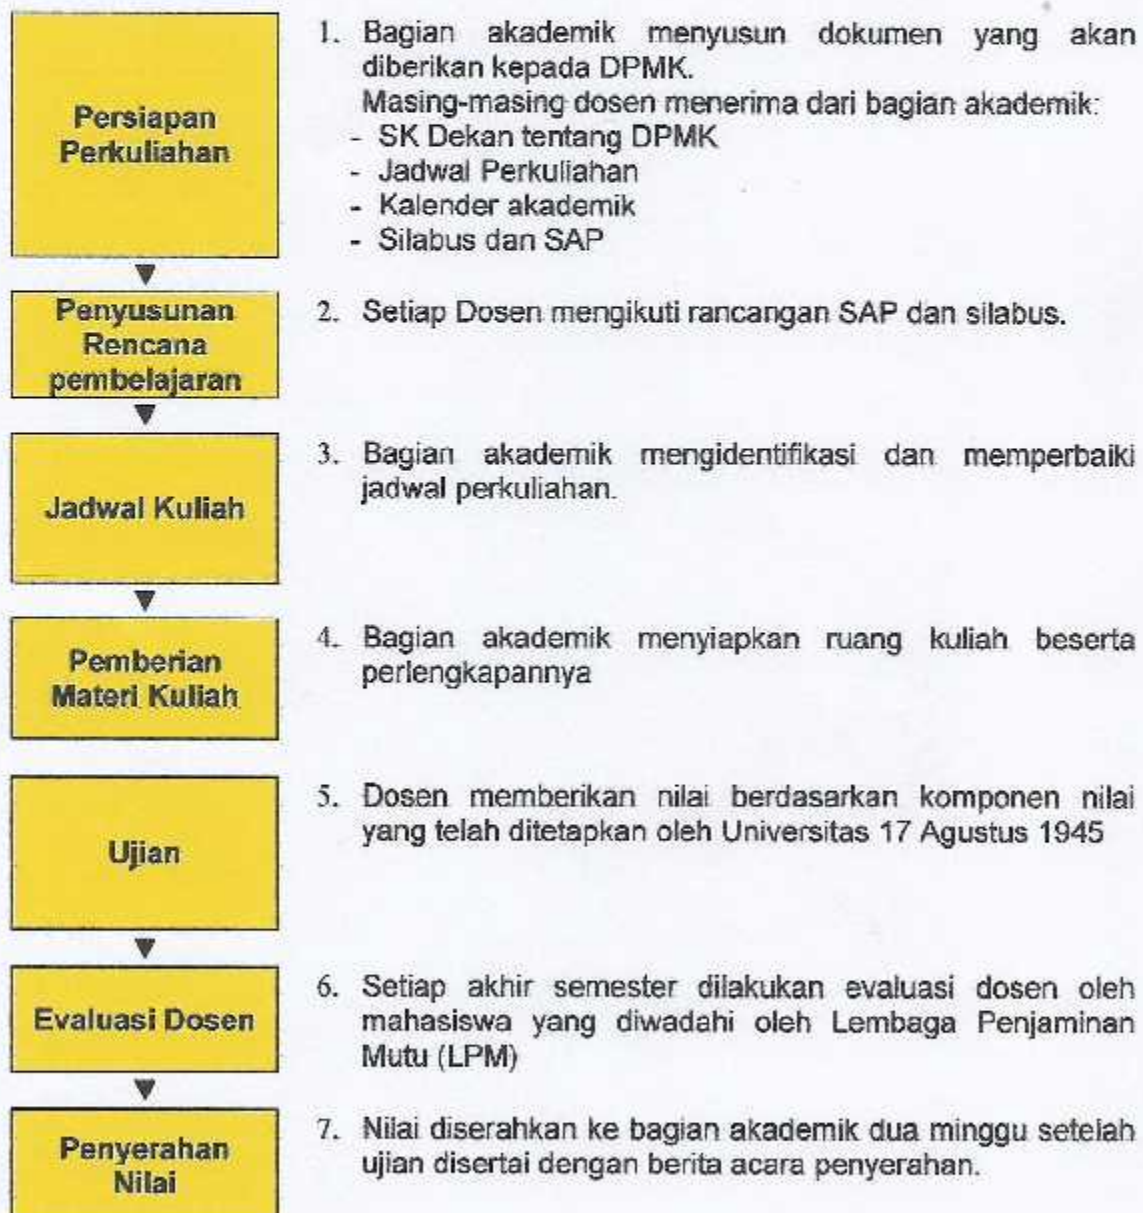 Persiapan
Perkuliahan
1. Bagian akademik menyusun dokumen yang akan
diberikan kepada DPMK.
Masing-masing dosen menerima dari bagian akademik:
- SK Dekan tentang DPMK
- Jadwal Perkuliahan
- Kalender akademik
- Silabus dan SAP
Penyusunan
Rencana
pembelajaran
2. Setiap Dosen mengikuti rancangan SAP dan silabus.
Jadwal Kuliah
3. Bagian akademik mengidentifikasi dan memperbaiki
jadwal perkuliahan.
Pemberian
Materi Kuliah
4. Bagian akademik menyiapkan ruang kuliah beserta
perlengkapannya
Ujian
5. Dosen memberikan nilai berdasarkan komponen nilai
yang telah ditetapkan oleh Universitas 17 Agustus 1945
Evaluasi Dosen
6. Setiap akhir semester dilakukan evaluasi dosen oleh
mahasiswa yang diwadahi oleh Lembaga Penjaminan
Mutu (LPM)
Penyerahan
Nilai
7. Nilai diserahkan ke bagian akademik dua minggu setelah
ujian disertai dengan berita acara penyerahan.